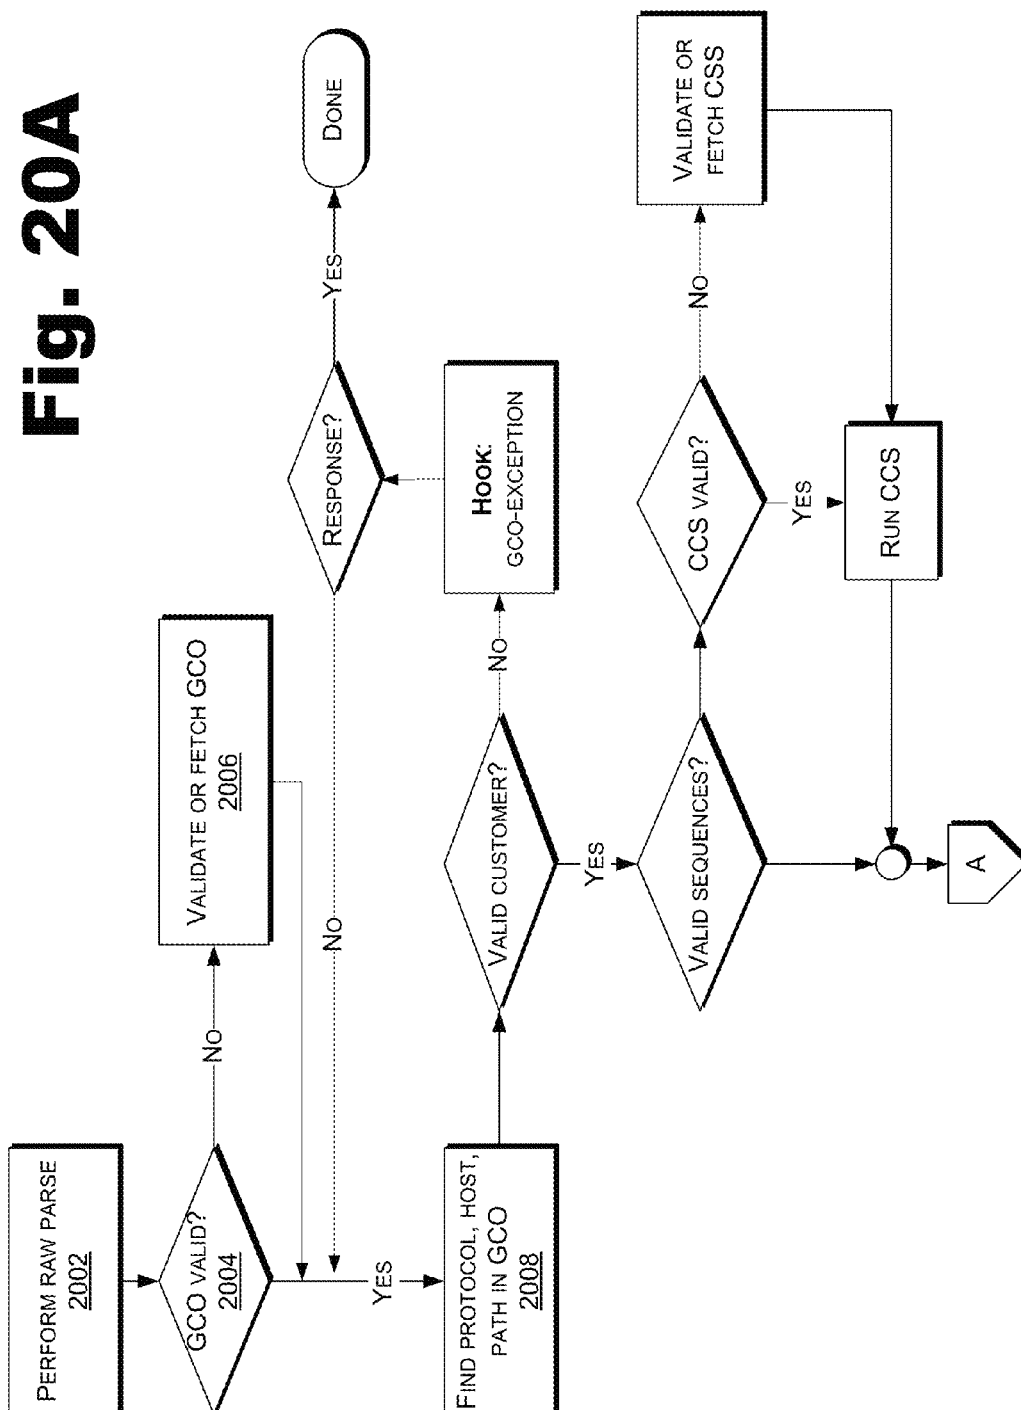 Fig. 20A
PERFORM RAW PARSE
2002
GCO VALID?
2004
NO
VALIDATE OR FETCH GCO
2006
YES
FIND PROTOCOL, HOST,
PATH IN GCO
2008
VALID CUSTOMER?
NO
HOOK:
GCO-EXCEPTION
RESPONSE?
YES
DONE
NO
YES
VALID SEQUENCES?
CCS VALID?
NO
VALIDATE OR
FETCH CSS
YES
RUN CCS
A